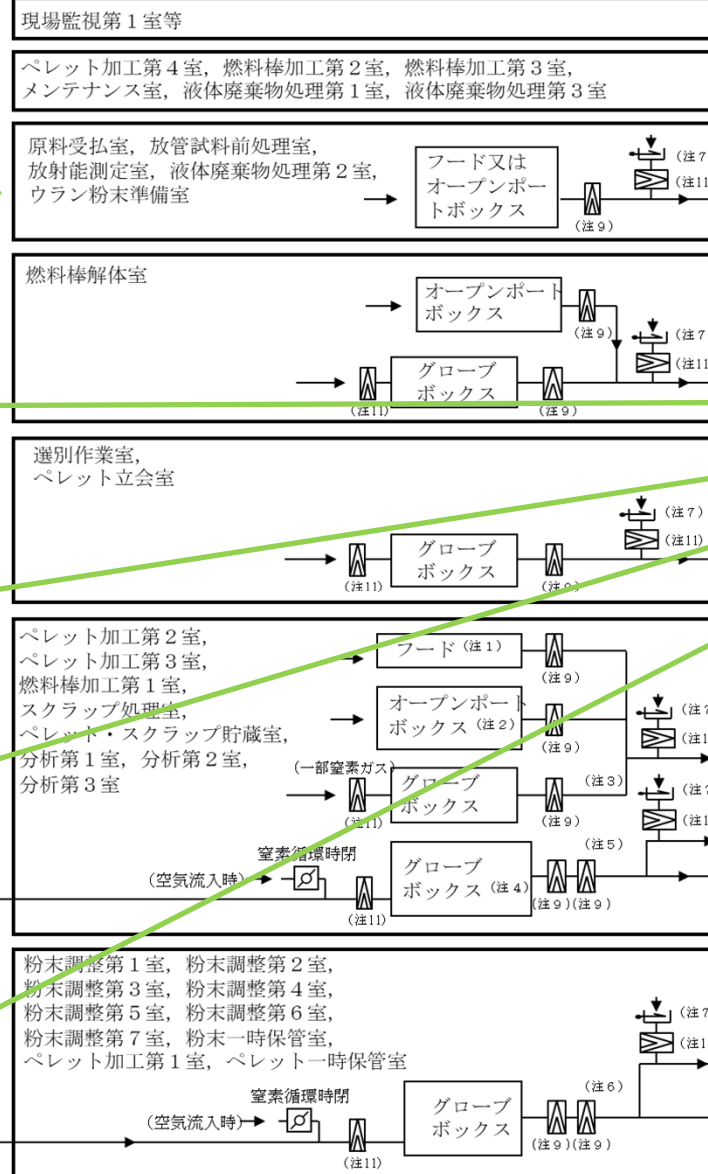 現場監視第１室等
ペレット加工第４室，燃料棒加工第２室，燃料棒加工第３室，
メンテナンス室，液体廃棄物処理第１室，液体廃棄物処理第３室
原料受払室，放管試料前処理室，
放射能測定室，液体廃棄物処理第２室，
ウラン粉末準備室
フード又は
オープンポー
トボックス
(注９)
(注７
(注11
燃料棒解体室
オープンポート
ボックス
(注９)
(注７
(注11
グローブ
ボックス
(注11)
(注９)
選別作業室，
ペレット立会室
(注７)
(注11)
グローブ
ボックス
(注11)
(注９)
ペレット加工第２室，
ペレット加工第３室，
燃料棒加工第１室，
スクラップ処理室，
ペレット・スクラップ貯蔵室，
分析第１室，分析第２室，
分析第３室
フード (注１)
(注９)
オープンポート
ボックス (注２)
(注９)
(注７
(注1
(一部窒素ガス)
グローブ
ボックス
(注11)
(注９)
(注３)
(注７
(注1
窒素循環時閉
(空気流入時)
グローブ
ボックス (注４)
(注５)
(注11)
(注９)(注９)
粉末調整第１室，粉末調整第２室，
粉末調整第３室，粉末調整第４室，
粉末調整第５室，粉末調整第６室，
粉末調整第７室，粉末一時保管室，
ペレット加工第１室，ペレット一時保管室
(注７
(注1
窒素循環時閉
(空気流入時)
グローブ
ボックス
(注６)
(注11)
(注９)(注９)